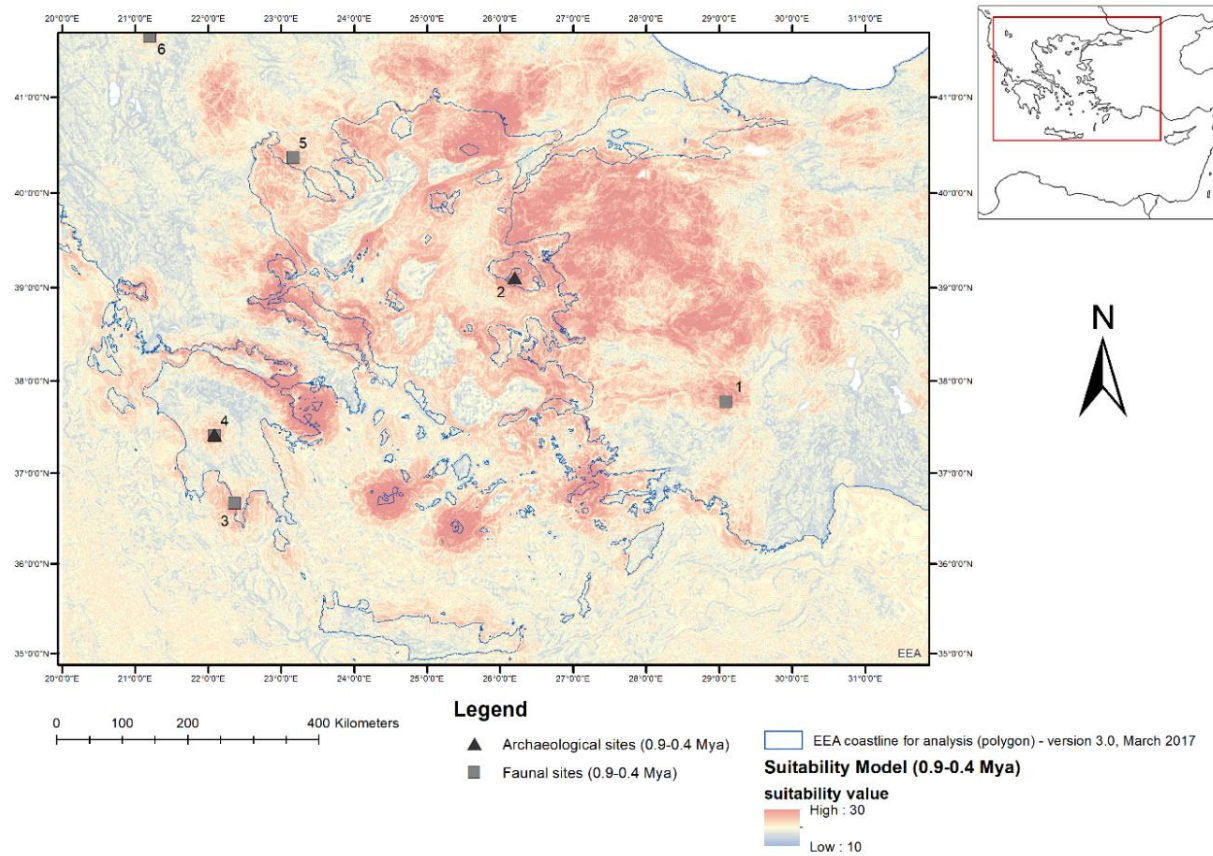 20°0'0"E 21°0'0"E 22°0'0"E 23°0'0"E 24°0'0"E 25°0'0"E 26°0'0"E 27°0'0"E 28°0'0"E 29°0'0"E 30°0'0"E 31°0'0"E
6
41°0'0"N 41°0'0"N
5
40°0'0"N 40°0'0"N
2
39°0'0"N 39°0'0"N
38°0'0"N 38°0'0"N
1
4
37°0'0"N 37°0'0"N
3
36°0'0"N 36°0'0"N
35°0'0"N 35°0'0"N
EEA
20°0'0"E 21°0'0"E 22°0'0"E 23°0'0"E 24°0'0"E 25°0'0"E 26°0'0"E 27°0'0"E 28°0'0"E 29°0'0"E 30°0'0"E 31°0'0"E
N
0 100 200 400 Kilometers
Legend
Archaeological sites (0.9-0.4 Mya)
Faunal sites (0.9-0.4 Mya)
EEA coastline for analysis (polygon) - version 3.0, March 2017
Suitability Model (0.9-0.4 Mya)
suitability value
High : 30
Low : 10